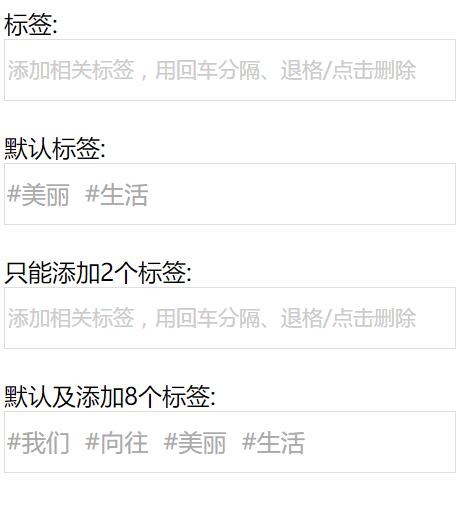 标签:
添加相关标签，用回车分隔、退格/点击删除
默认标签:
#美丽 #生活
只能添加2个标签:
添加相关标签，用回车分隔、退格/点击删除
默认及添加8个标签:
#我们 #向往 #美丽 #生活